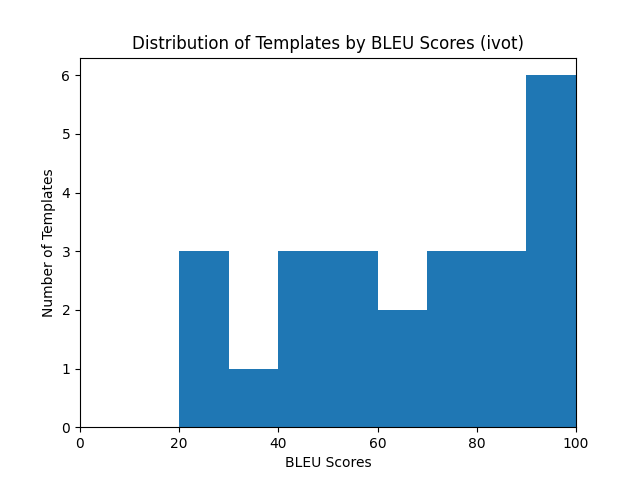 Distribution of Templates by BLEU Scores (ivot)
6
5
4
3
2
1
0
Number of Templates
0 20 40 60 80 100
BLEU Scores